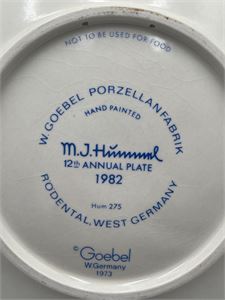 NOT TO BE USED FOR FOOD
W. GOEBEL PORZELLANFABRIK
HAND PAINTED
M.J.Hummel
12th ANNUAL PLATE
1982
Hum 275
RODENTAL, WEST GERMANY
© Goebel
W.Germany
1973